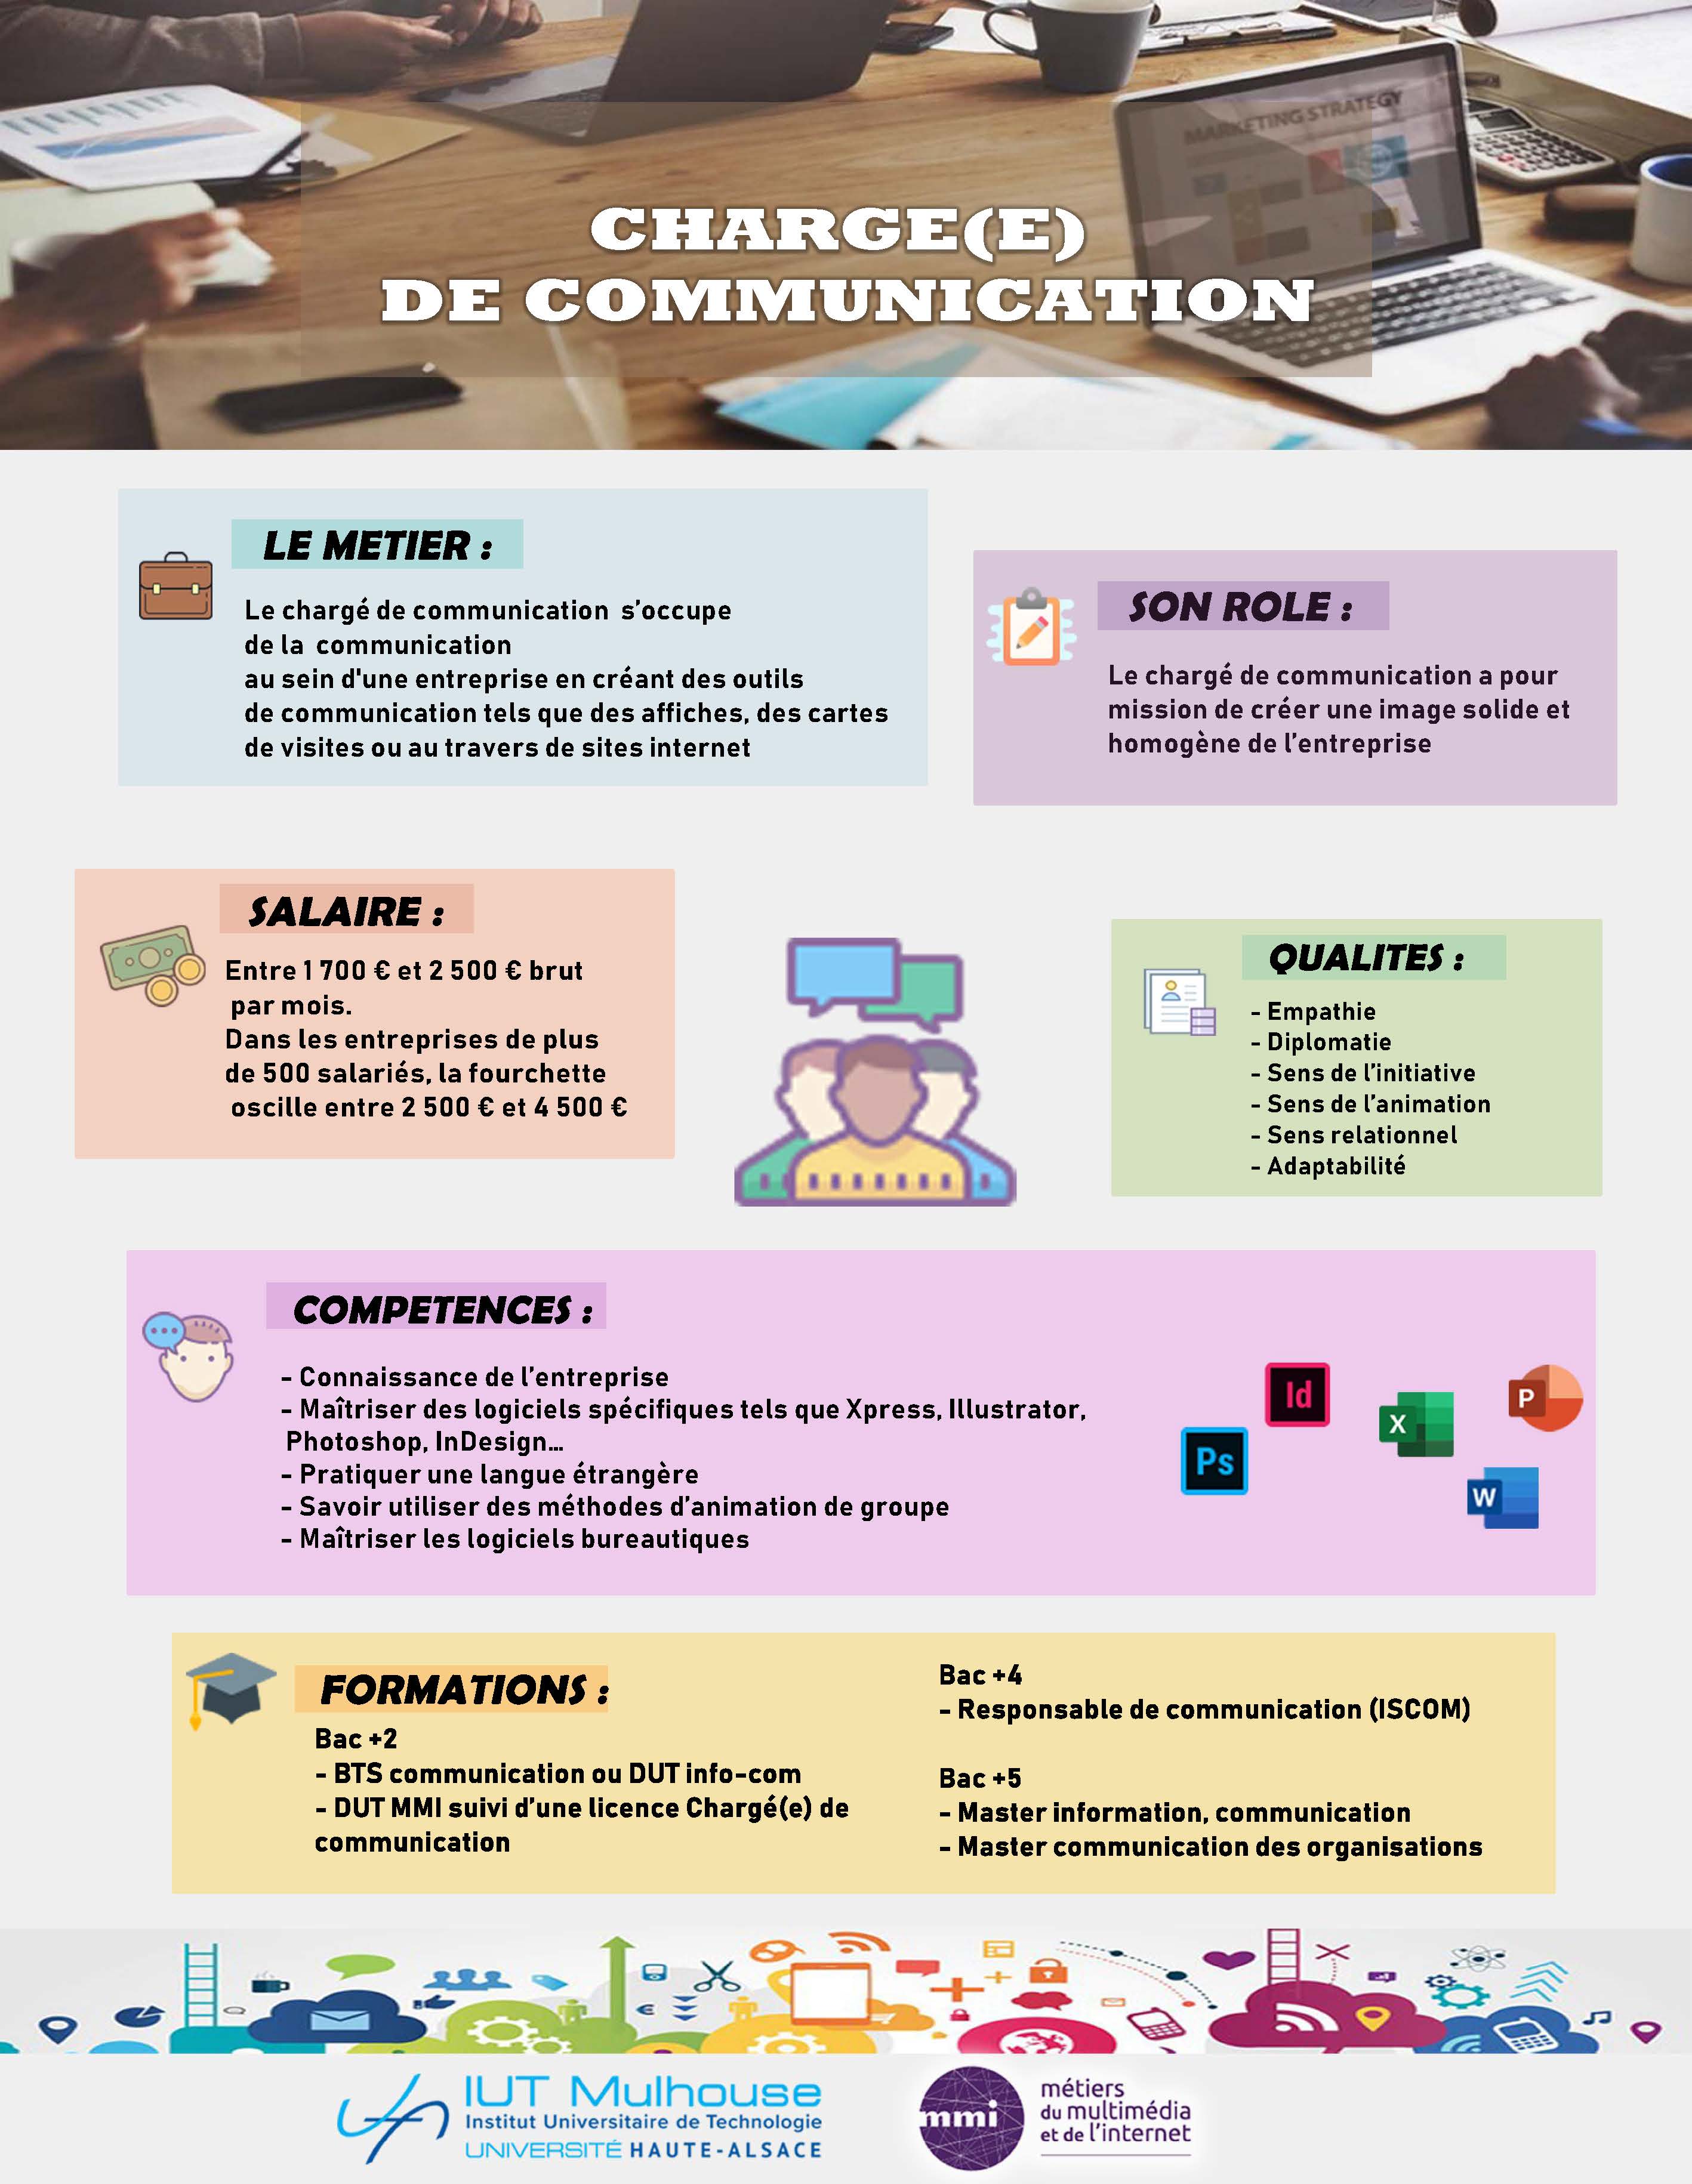 MARKETING STRATEGY
CHARGE(E)
DE COMMUNICATION
LE METIER :
Le chargé de communication s’occupe
de la communication
au sein d'une entreprise en créant des outils
de communication tels que des affiches, des cartes
de visites ou au travers de sites internet
SON ROLE :
Le chargé de communication a pour
mission de créer une image solide et
homogène de l’entreprise
SALAIRE :
Entre 1 700 € et 2 500 € brut
par mois.
Dans les entreprises de plus
de 500 salariés, la fourchette
oscille entre 2 500 € et 4 500 €
QUALITES :
- Empathie
- Diplomatie
- Sens de l’initiative
- Sens de l’animation
- Sens relationnel
- Adaptabilité
COMPETENCES :
- Connaissance de l’entreprise
- Maîtriser des logiciels spécifiques tels que Xpress, Illustrator,
Photoshop, InDesign...
- Pratiquer une langue étrangère
- Savoir utiliser des méthodes d’animation de groupe
- Maîtriser les logiciels bureautiques
Id
P
X
Ps
W
FORMATIONS :
Bac +2
- BTS communication ou DUT info-com
- DUT MMI suivi d’une licence Chargé(e) de
communication
Bac +4
- Responsable de communication (ISCOM)
Bac +5
- Master information, communication
- Master communication des organisations
IUT Mulhouse
Institut Universitaire de Technologie
UNIVERSITÉ HAUTE-ALSACE
mmi
métiers
du multimédia
et de l’internet